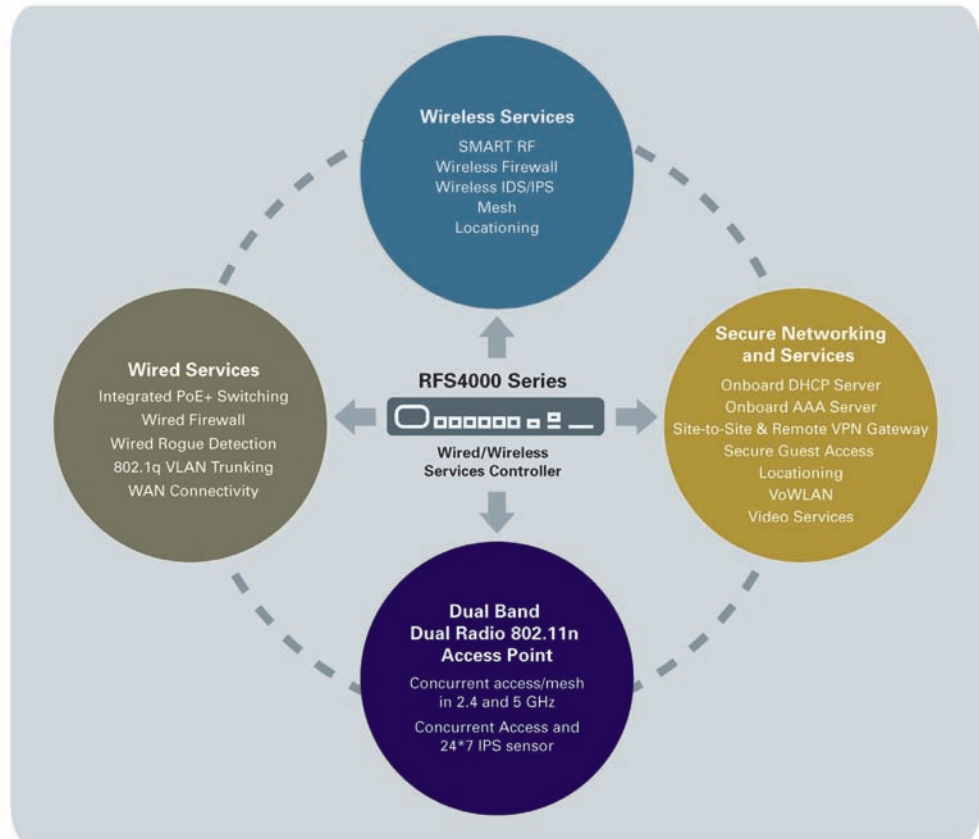 Wireless Services
SMART RF
Wireless Firewall
Wireless IDS/IPS
Mesh
Locationing
Wired Services
Integrated PoE+ Switching
Wired Firewall
Wired Rogue Detection
802.1q VLAN Trunking
WAN Connectivity
RFS4000 Series
Wired/Wireless
Services Controller
Secure Networking
and Services
Onboard DHCP Server
Onboard AAA Server
Site-to-Site & Remote VPN Gateway
Secure Guest Access
Locationing
VoWLAN
Video Services
Dual Band
Dual Radio 802.11n
Access Point
Concurrent access/mesh
in 2.4 and 5 GHz
Concurrent Access and
24*7 IPS sensor